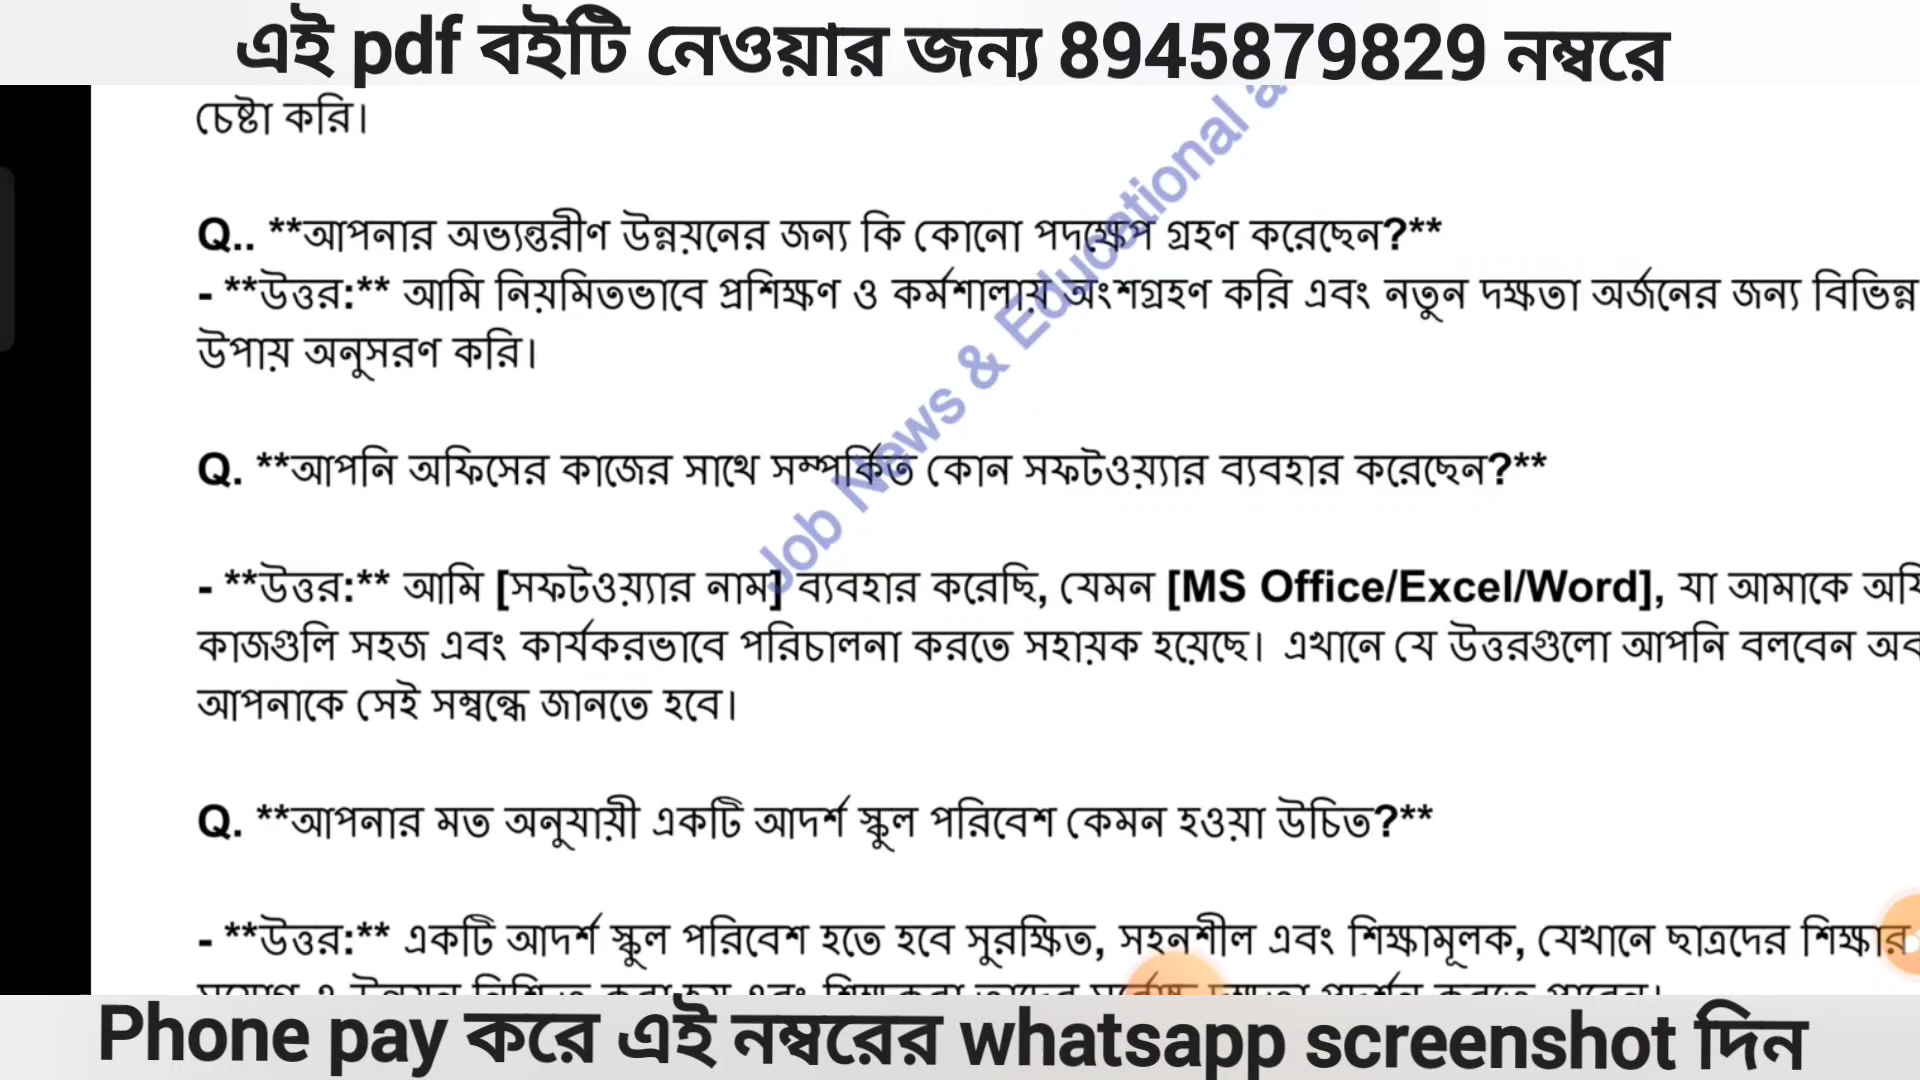 এই pdf বইটি নেওয়ার জন্য 8945879829 নম্বরে
চেষ্টা করি।
Q.. **আপনার অভ্যন্তরীণ উন্নয়নের জন্য কি কোনো পদক্ষেপ গ্রহণ করেছেন?**
- **উত্তর:** আমি নিয়মিতভাবে প্রশিক্ষণ ও কর্মশালায় অংশগ্রহণ করি এবং নতুন দক্ষতা অর্জনের জন্য বিভিন্ন
উপায় অনুসরণ করি।
Q. **আপনি অফিসের কাজের সাথে সম্পর্কিত কোন সফটওয়্যার ব্যবহার করেছেন?**
- **উত্তর:** আমি [সফটওয়্যার নাম] ব্যবহার করেছি, যেমন [MS Office/Excel/Word], যা আমাকে
কাজগুলি সহজ এবং কার্যকরভাবে পরিচালনা করতে সহায়ক হয়েছে। এখানে যে উত্তরগুলো আপনি বলবেন
আপনাকে সেই সম্বন্ধে জানতে হবে।
Q. **আপনার মত অনুযায়ী একটি আদর্শ স্কুল পরিবেশ কেমন হওয়া উচিত?**
- **উত্তর:** একটি আদর্শ স্কুল পরিবেশ হতে হবে সুরক্ষিত, সহনশীল এবং শিক্ষামূলক, যেখানে ছাত্রদের শিক্ষার
Job News & Educational
Phone pay করে এই নম্বরের whatsapp screenshot দিন